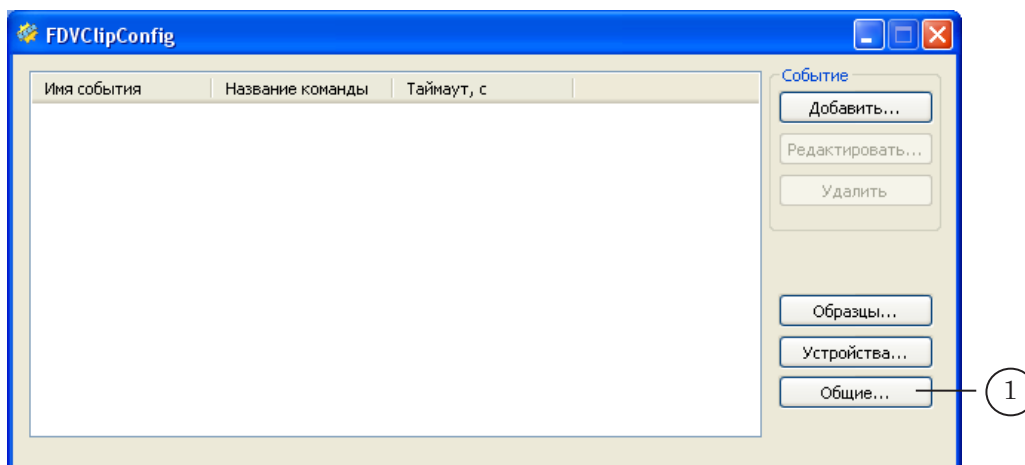 FDVClipConfig
Имя события Название команды Таймаут, с
Событие
Добавить...
Редактировать...
Удалить
Образцы...
Устройства...
Общие...
1